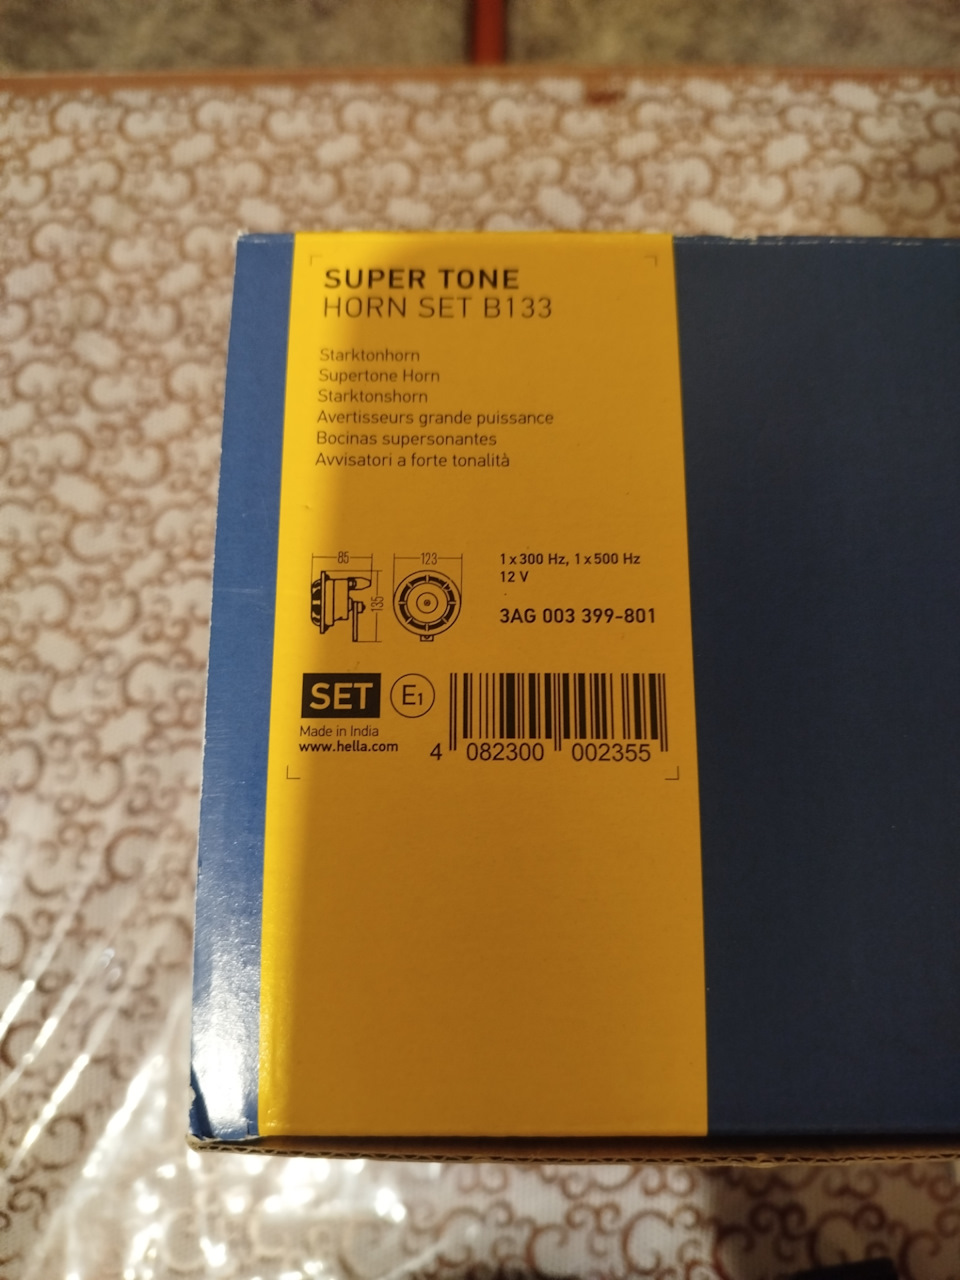 SUPER TONE
HORN SET B133
Starktonhorn
Supertone Horn
Starktonshorn
Avertisseurs grande puissance
Bocinas supersonantes
Avvisatori a forte tonalità
85
123
135
1 x 300 Hz, 1 x 500 Hz
12 V
3AG 003 399-801
SET
E1
Made in India
www.hella.com
4 082300 002355